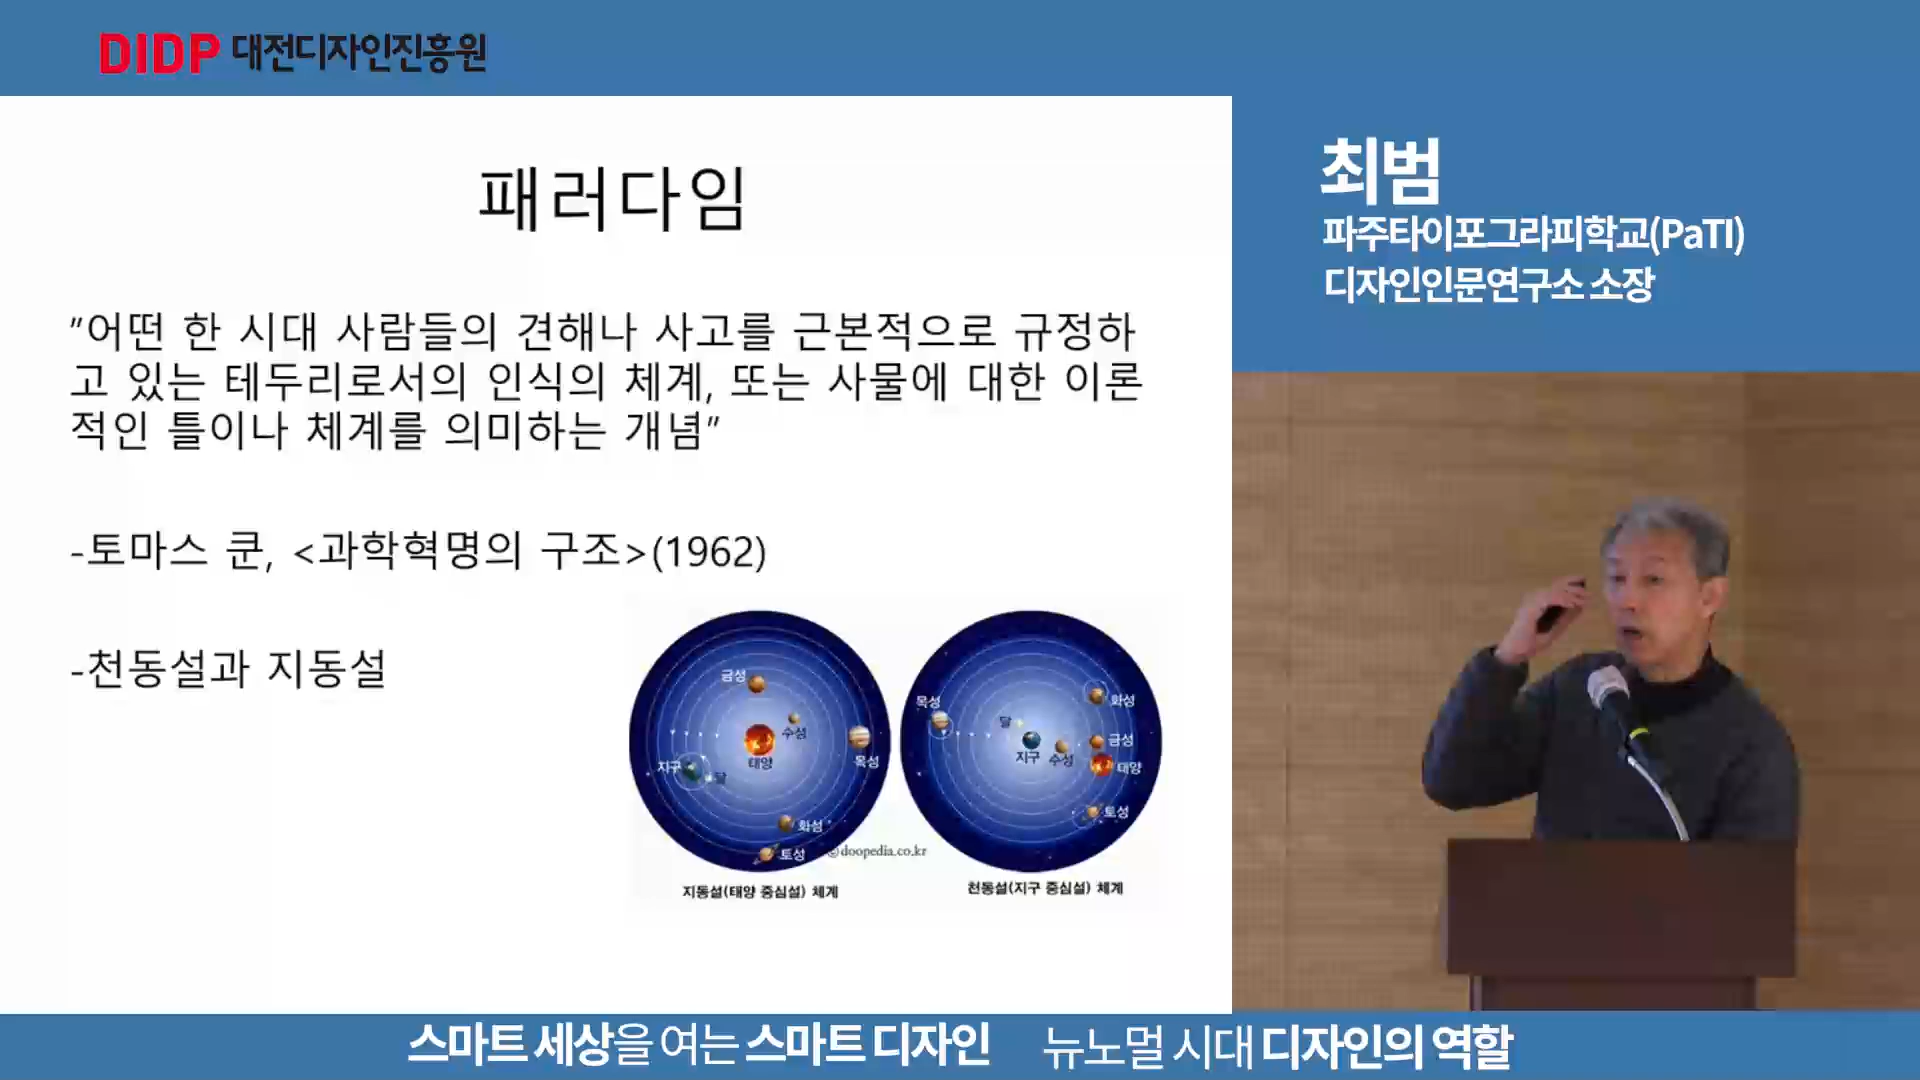 DIDP 대전디자인진흥원
패러다임
"어떤 한 시대 사람들의 견해나 사고를 근본적으로 규정하
고 있는 테두리로서의 인식의 체계, 또는 사물에 대한 이론
적인 틀이나 체계를 의미하는 개념"
-토마스 쿤, <과학혁명의 구조>(1962)
-천동설과 지동설
금성
수성
태양
목성
지구
달
화성
토성
지동설(태양 중심설) 체계
목성
화성
달
금성
지구
수성
태양
토성
천동설(지구 중심설) 체계
©doopedia.co.kr
최범
파주타이포그라피학교(PaTI)
디자인인문연구소 소장
스마트 세상을 여는 스마트 디자인 뉴노멀 시대 디자인의 역할